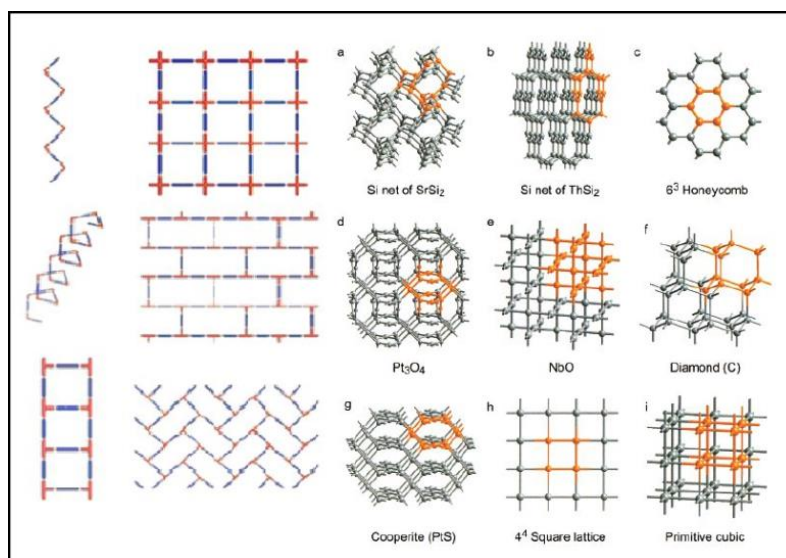 a b c
Si net of SrSi2 Si net of ThSi2 6³ Honeycomb
d e f
Pt3O4 NbO Diamond (C)
g h i
Cooperite (PtS) 4⁴ Square lattice Primitive cubic